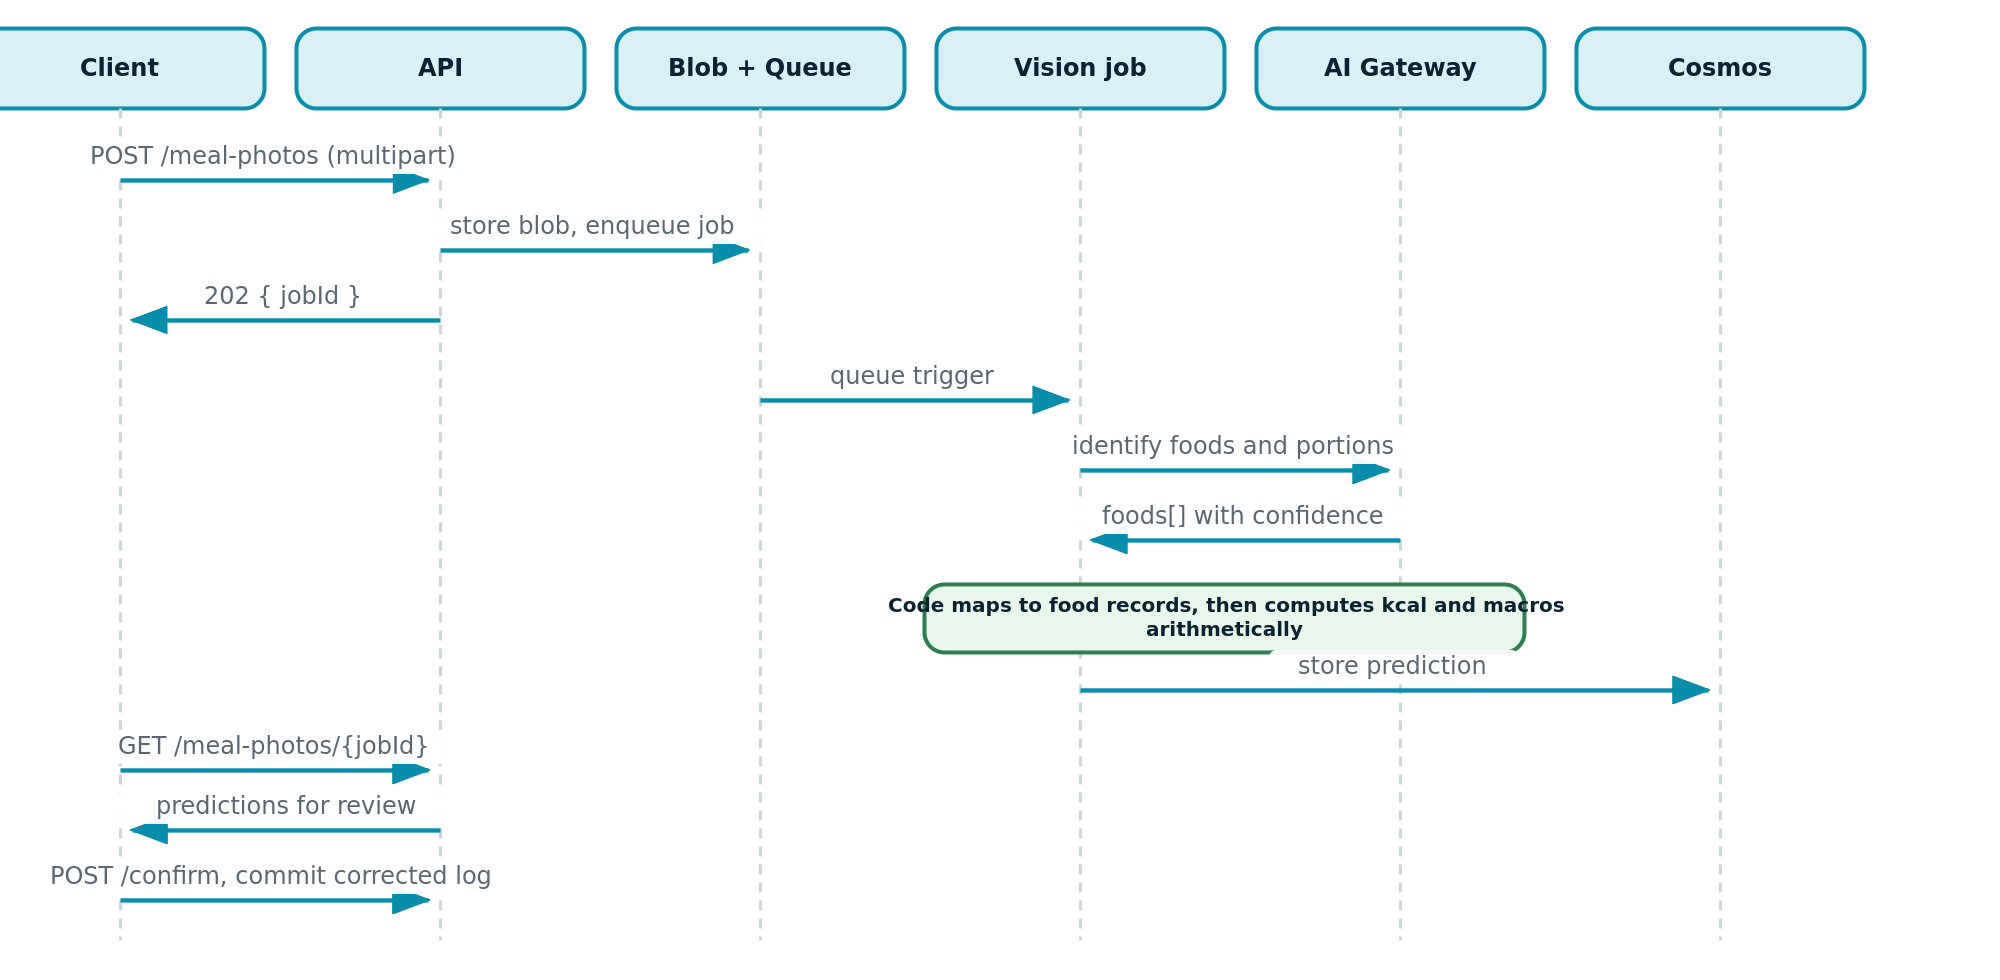 Client
API
Blob + Queue
Vision job
AI Gateway
Cosmos
POST /meal-photos (multipart)
store blob, enqueue job
202 { jobId }
queue trigger
identify foods and portions
foods[] with confidence
Code maps to food records, then computes kcal and macros
arithmetically
store prediction
GET /meal-photos/{jobId}
predictions for review
POST /confirm, commit corrected log